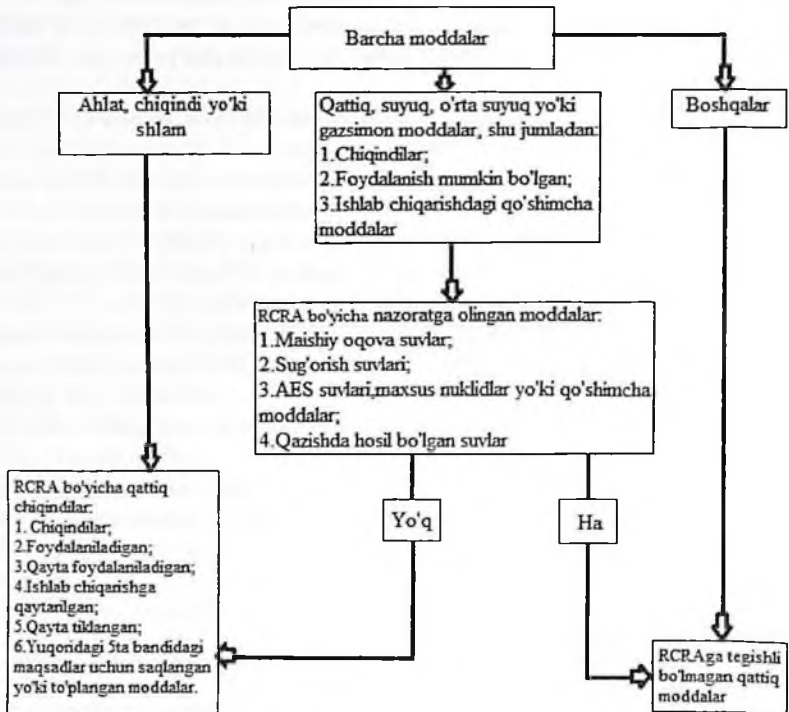 Barcha moddalar
Ahlat, chiqindi yo'ki
shlam
Qattiq, suyuq, o'rta suyuq yo'ki
gazsimon moddalar, shu jumladan:
1.Chiqindilar;
2.Foydalanish mumkin bo'lgan;
3.Ishlab chiqarishdagi qo'shimcha
moddalar
Boshqalar
RCRA bo'yicha nazoratga olingan moddalar:
1.Maishiy oqova suvlar;
2.Sug'orish suvlari;
3.AES suvlari,maxsus nuklidlar yo'ki qo'shimcha
moddalar;
4.Qazishda hosil bo'lgan suvlar
Yo'q
Ha
RCRA bo'yicha qattiq
chiqindilar:
1. Chiqindilar;
2.Foydalaniladigan;
3.Qayta foydalaniladigan;
4.Ishlab chiqarishga
qaytarilgan;
5.Qayta tiklangan;
6.Yuqoridagi 5ta bandidagi
maqsadlar uchun saqlangan
yo'ki to'plangan moddalar.
RCRAga tegishli
bo'lmagan qattiq
moddalar